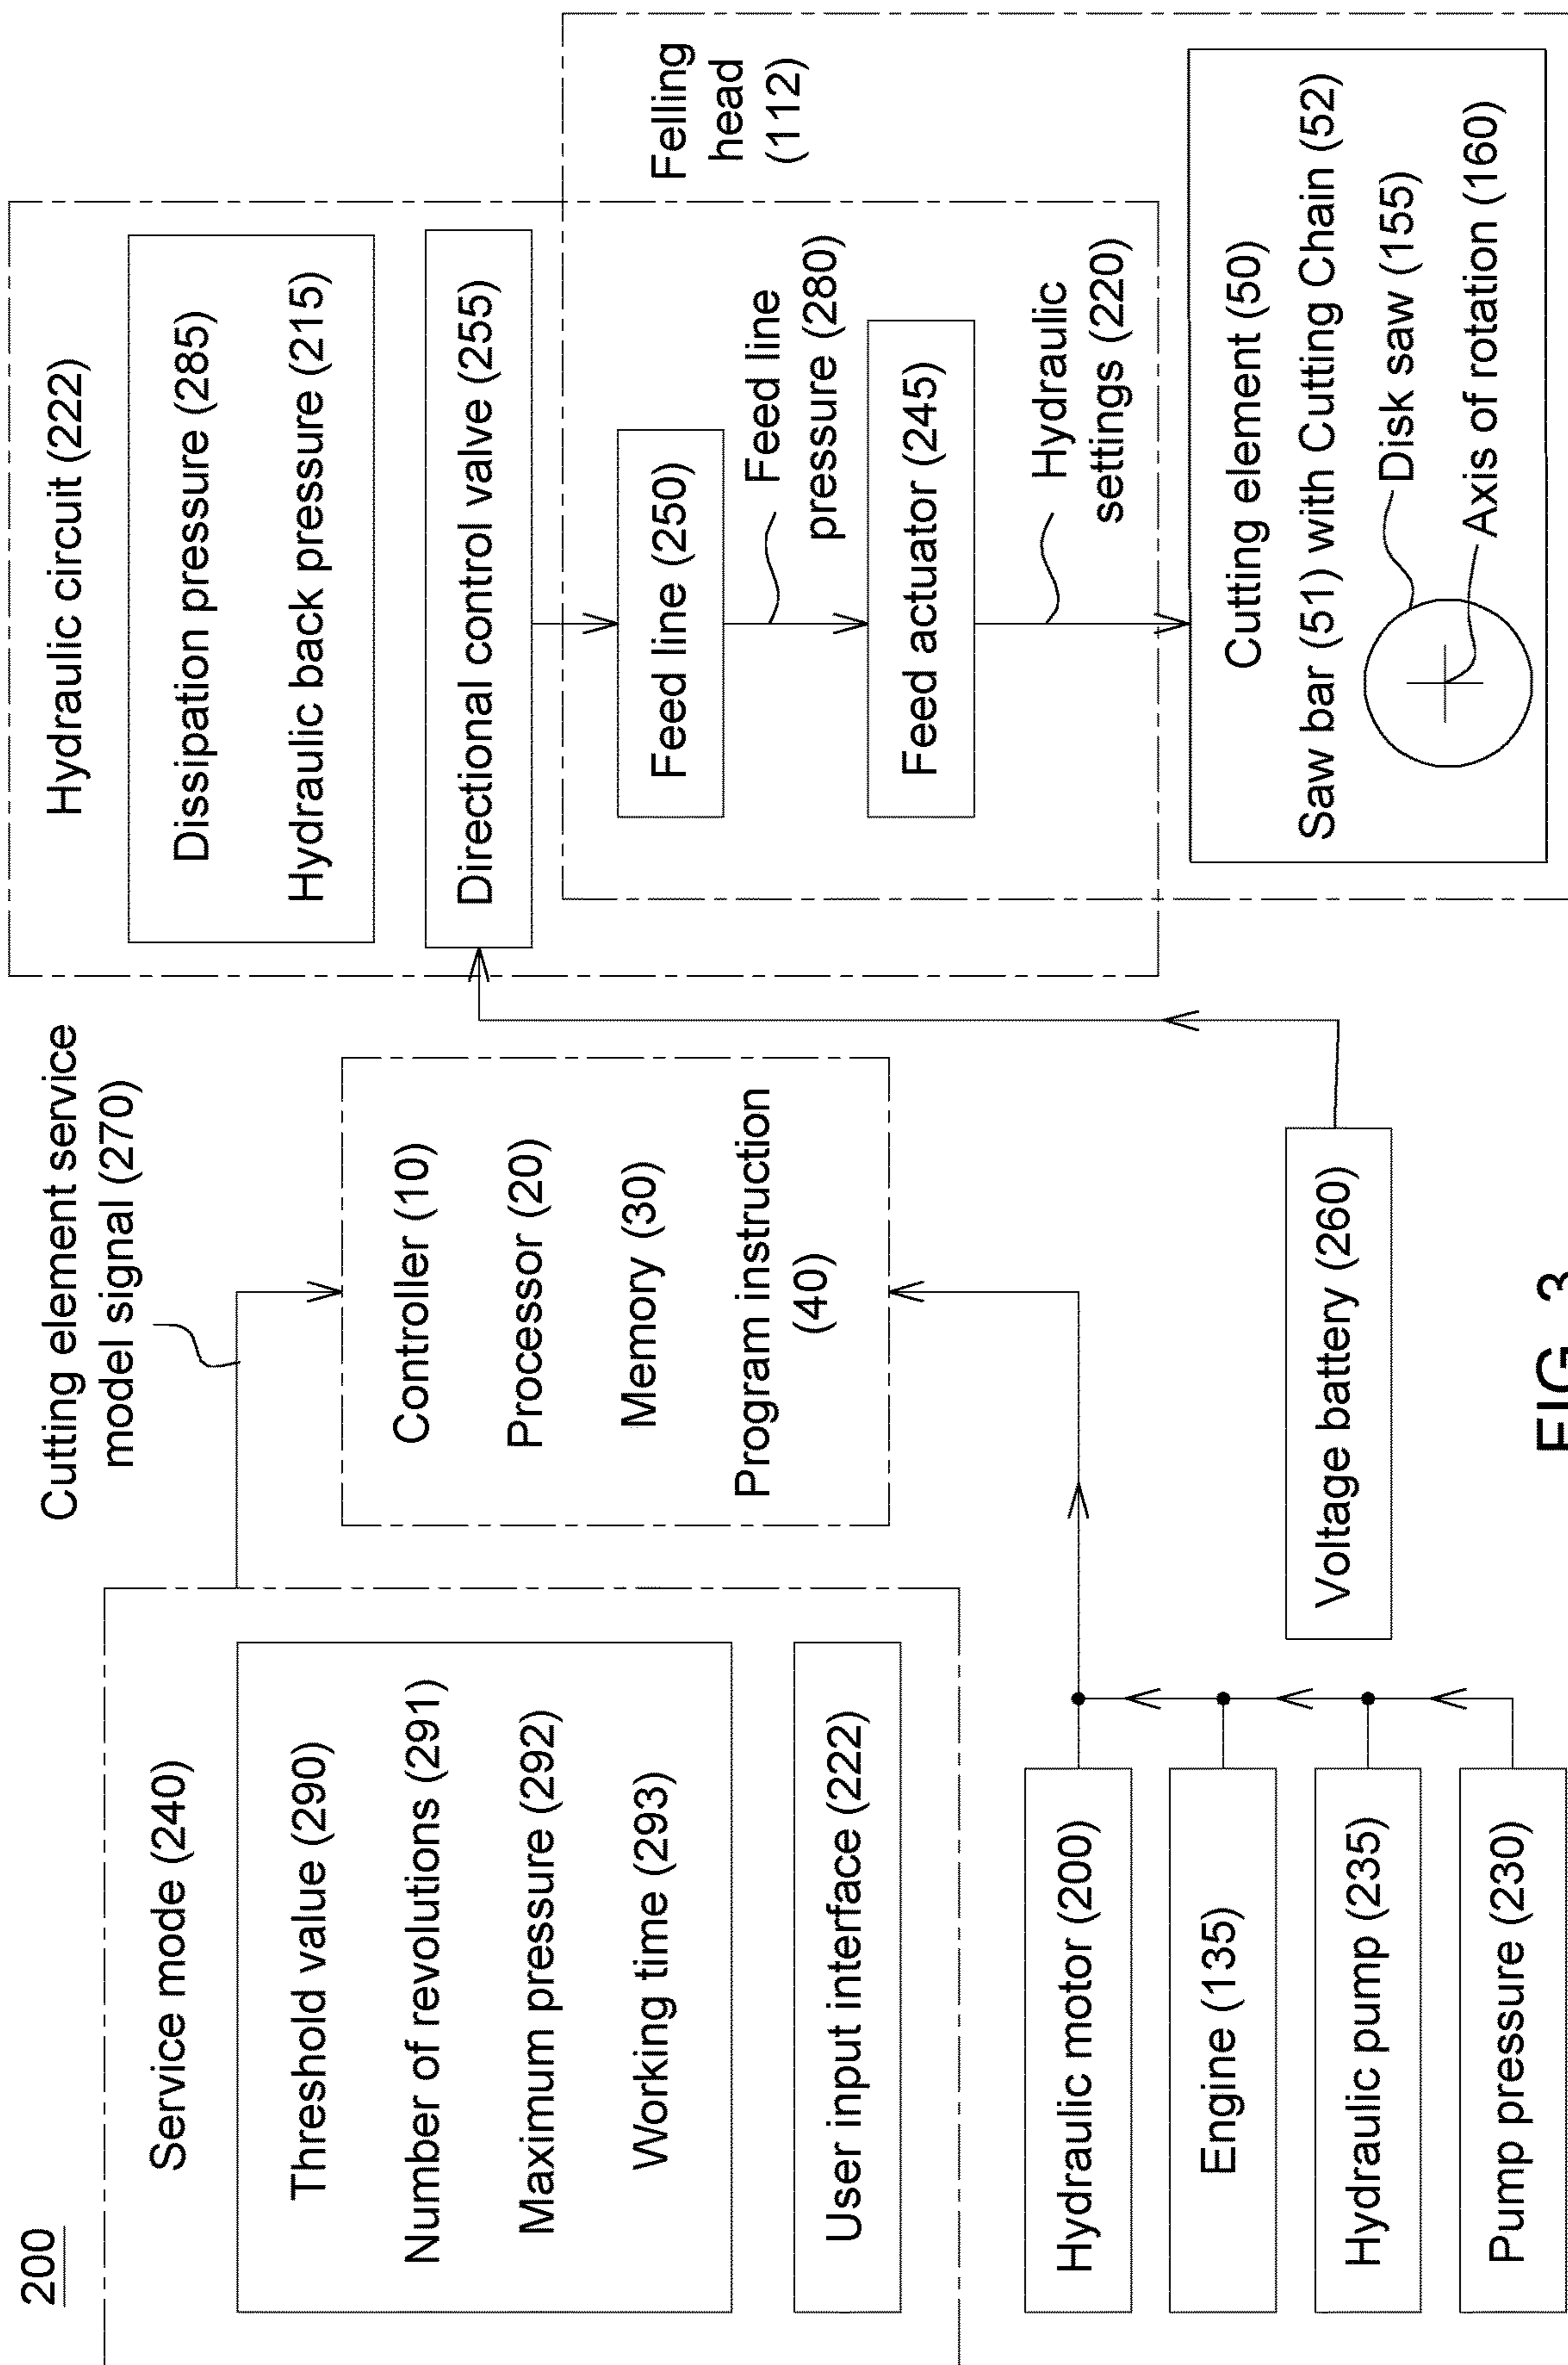 200
Service mode (240)
Threshold value (290)
Number of revolutions (291)
Maximum pressure (292)
Working time (293)
User input interface (222)
Hydraulic motor (200)
Engine (135)
Hydraulic pump (235)
Pump pressure (230)
Cutting element service
model signal (270)
Controller (10)
Processor (20)
Memory (30)
Program instruction
(40)
Voltage battery (260)
Hydraulic circuit (222)
Dissipation pressure (285)
Hydraulic back pressure (215)
Directional control valve (255)
Felling
head
(112)
Feed line (250)
Feed line
pressure (280)
Feed actuator (245)
Hydraulic
settings (220)
Cutting element (50)
Saw bar (51) with Cutting Chain (52)
Disk saw (155)
Axis of rotation (160)
FIG. 3